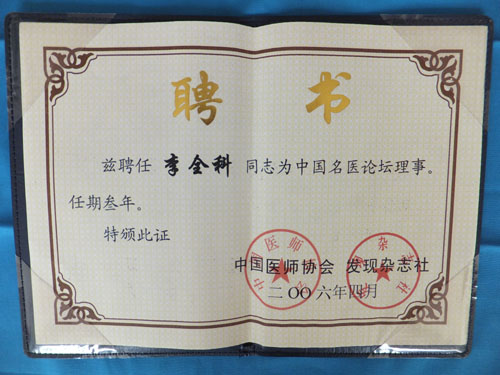 聘书
兹聘任 李全科 同志为中国名医论坛理事。
任期叁年。
特颁此证
中国医师协会 发现杂志社
二〇〇六年四月